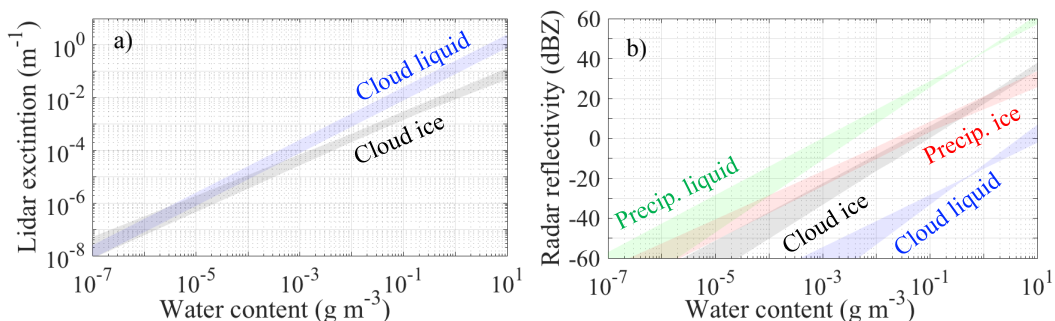 a)
Lidar exctintion (m⁻¹)
10⁰
10⁻²
10⁻⁴
10⁻⁶
10⁻⁸
Cloud liquid
Cloud ice
10⁻⁷ 10⁻⁵ 10⁻³ 10⁻¹ 10¹
Water content (g m⁻³)
b)
Radar reflectivity (dBZ)
60
40
20
0
-20
-40
-60
Precip. liquid
Precip. ice
Cloud ice
Cloud liquid
10⁻⁷ 10⁻⁵ 10⁻³ 10⁻¹ 10¹
Water content (g m⁻³)